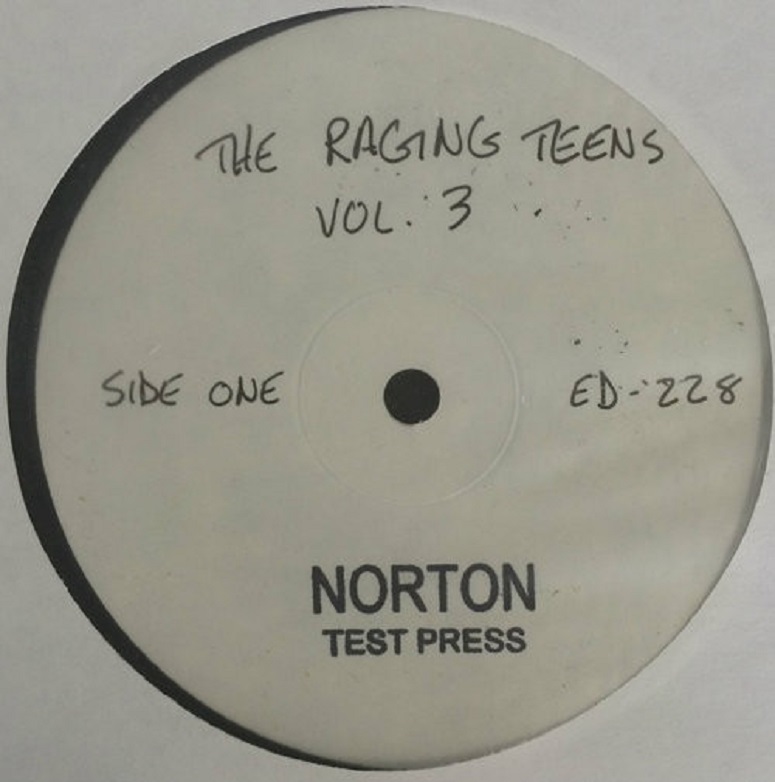 THE RAGING TEENS
VOL. 3
SIDE ONE
ED-228
NORTON
TEST PRESS